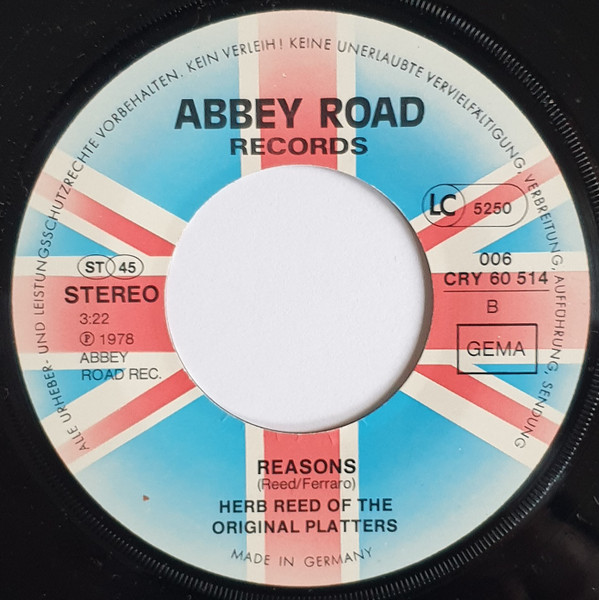 ALLE URHEBER- UND LEISTUNGSSCHUTZRECHTE VORBEHALTEN. KEIN VERLEIH! KEINE UNERLAUBTE VERVIELFÄLTIGUNG, VERBREITUNG, AUFFÜHRUNG, SENDUNG
ABBEY ROAD
RECORDS
LC 5250
ST 45
STEREO
3:22
Ⓟ 1978
ABBEY
ROAD REC.
006
CRY 60 514
B
GEMA
REASONS
(Reed/Ferraro)
HERB REED OF THE
ORIGINAL PLATTERS
MADE IN GERMANY